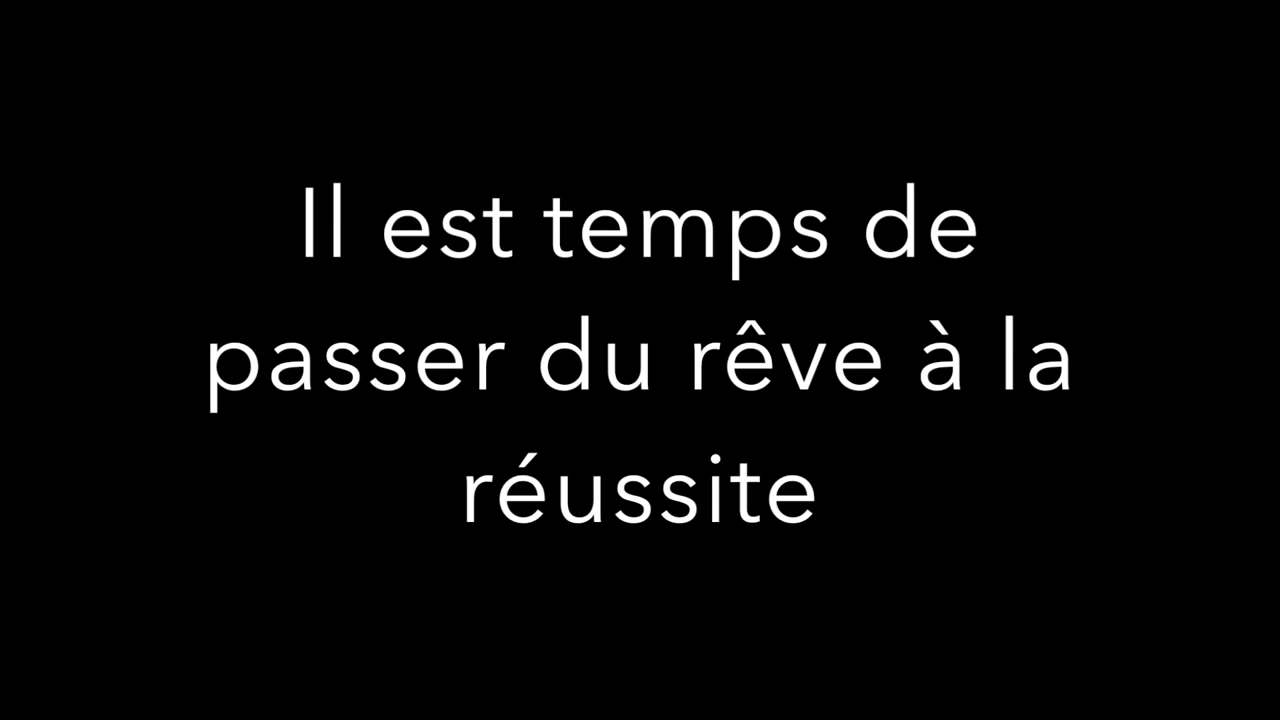 Il est temps de
passer du rêve à la
réussite